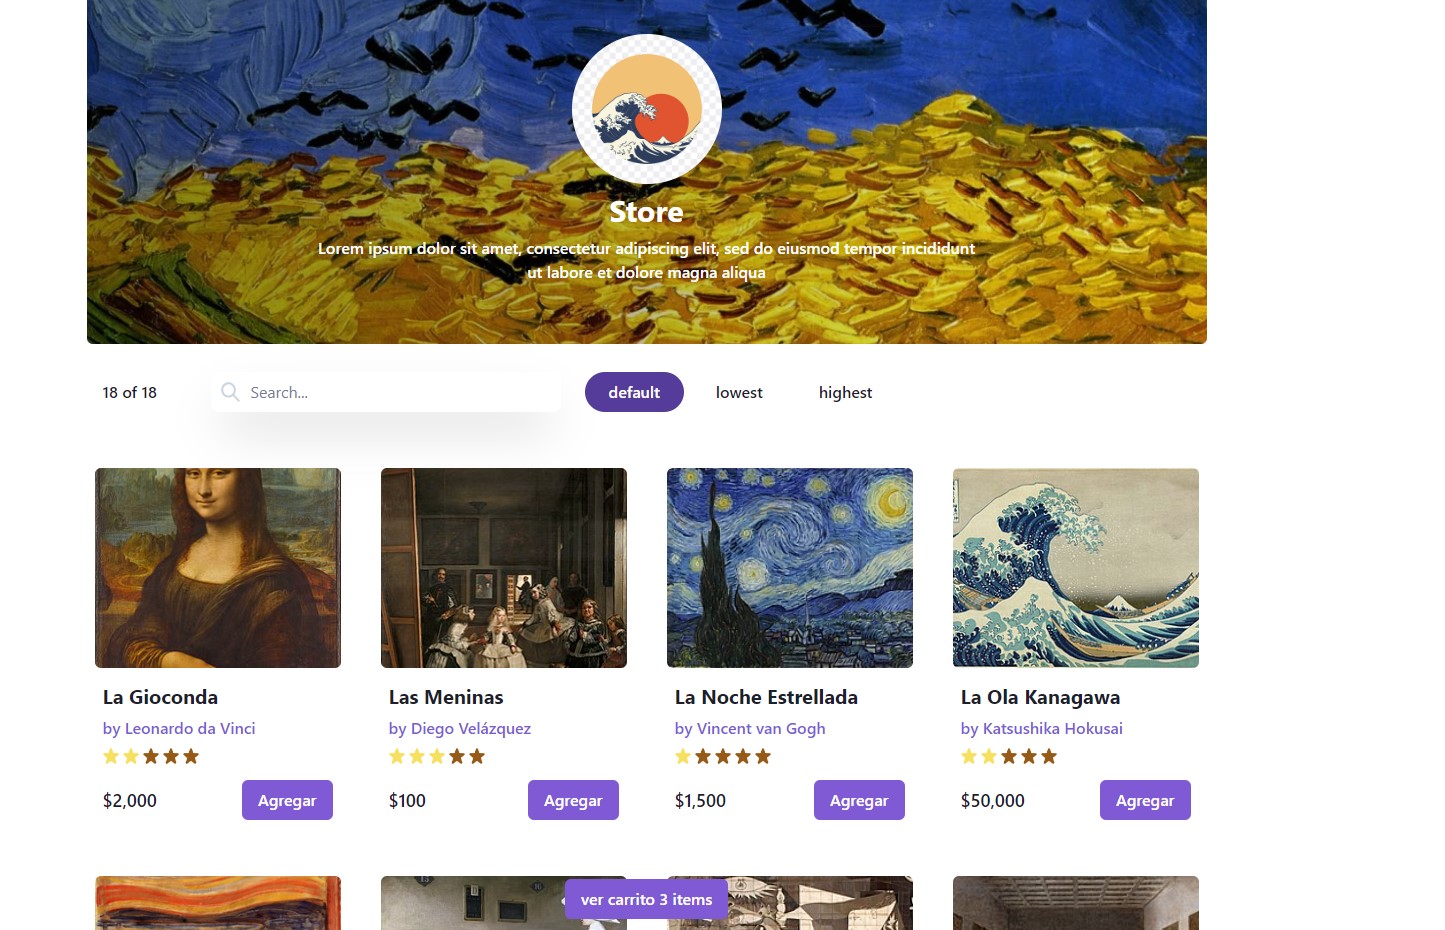 Store
Lorem ipsum dolor sit amet, consectetur adipiscing elit, sed do eiusmod tempor incididunt
ut labore et dolore magna aliqua
18 of 18
Search...
default
lowest
highest
La Gioconda
by Leonardo da Vinci
$2,000
Agregar
Las Meninas
by Diego Velázquez
$100
Agregar
La Noche Estrellada
by Vincent van Gogh
$1,500
Agregar
La Ola Kanagawa
by Katsushika Hokusai
$50,000
Agregar
ver carrito 3 items